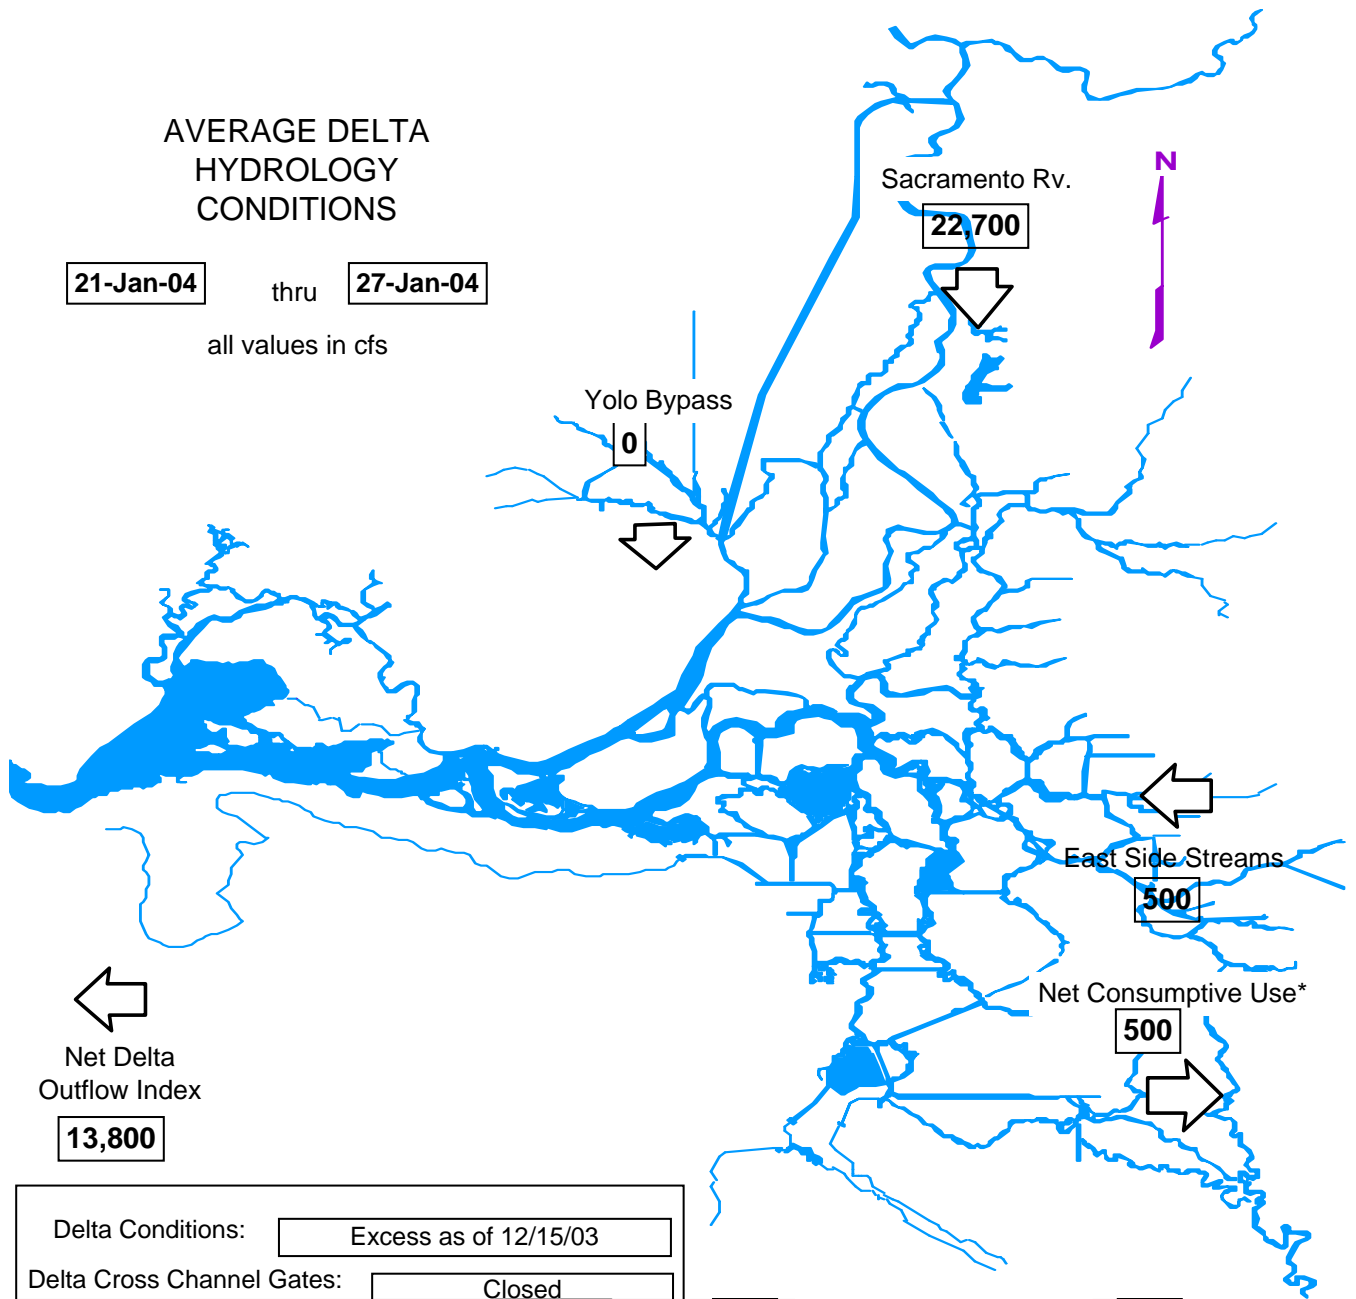 AVERAGE DELTA
HYDROLOGY
CONDITIONS
21-Jan-04 thru 27-Jan-04
all values in cfs
N
Sacramento Rv.
22,700
Yolo Bypass
0
East Side Streams
500
Net Consumptive Use*
500
Net Delta
Outflow Index
13,800
Delta Conditions: Excess as of 12/15/03
Delta Cross Channel Gates: Closed